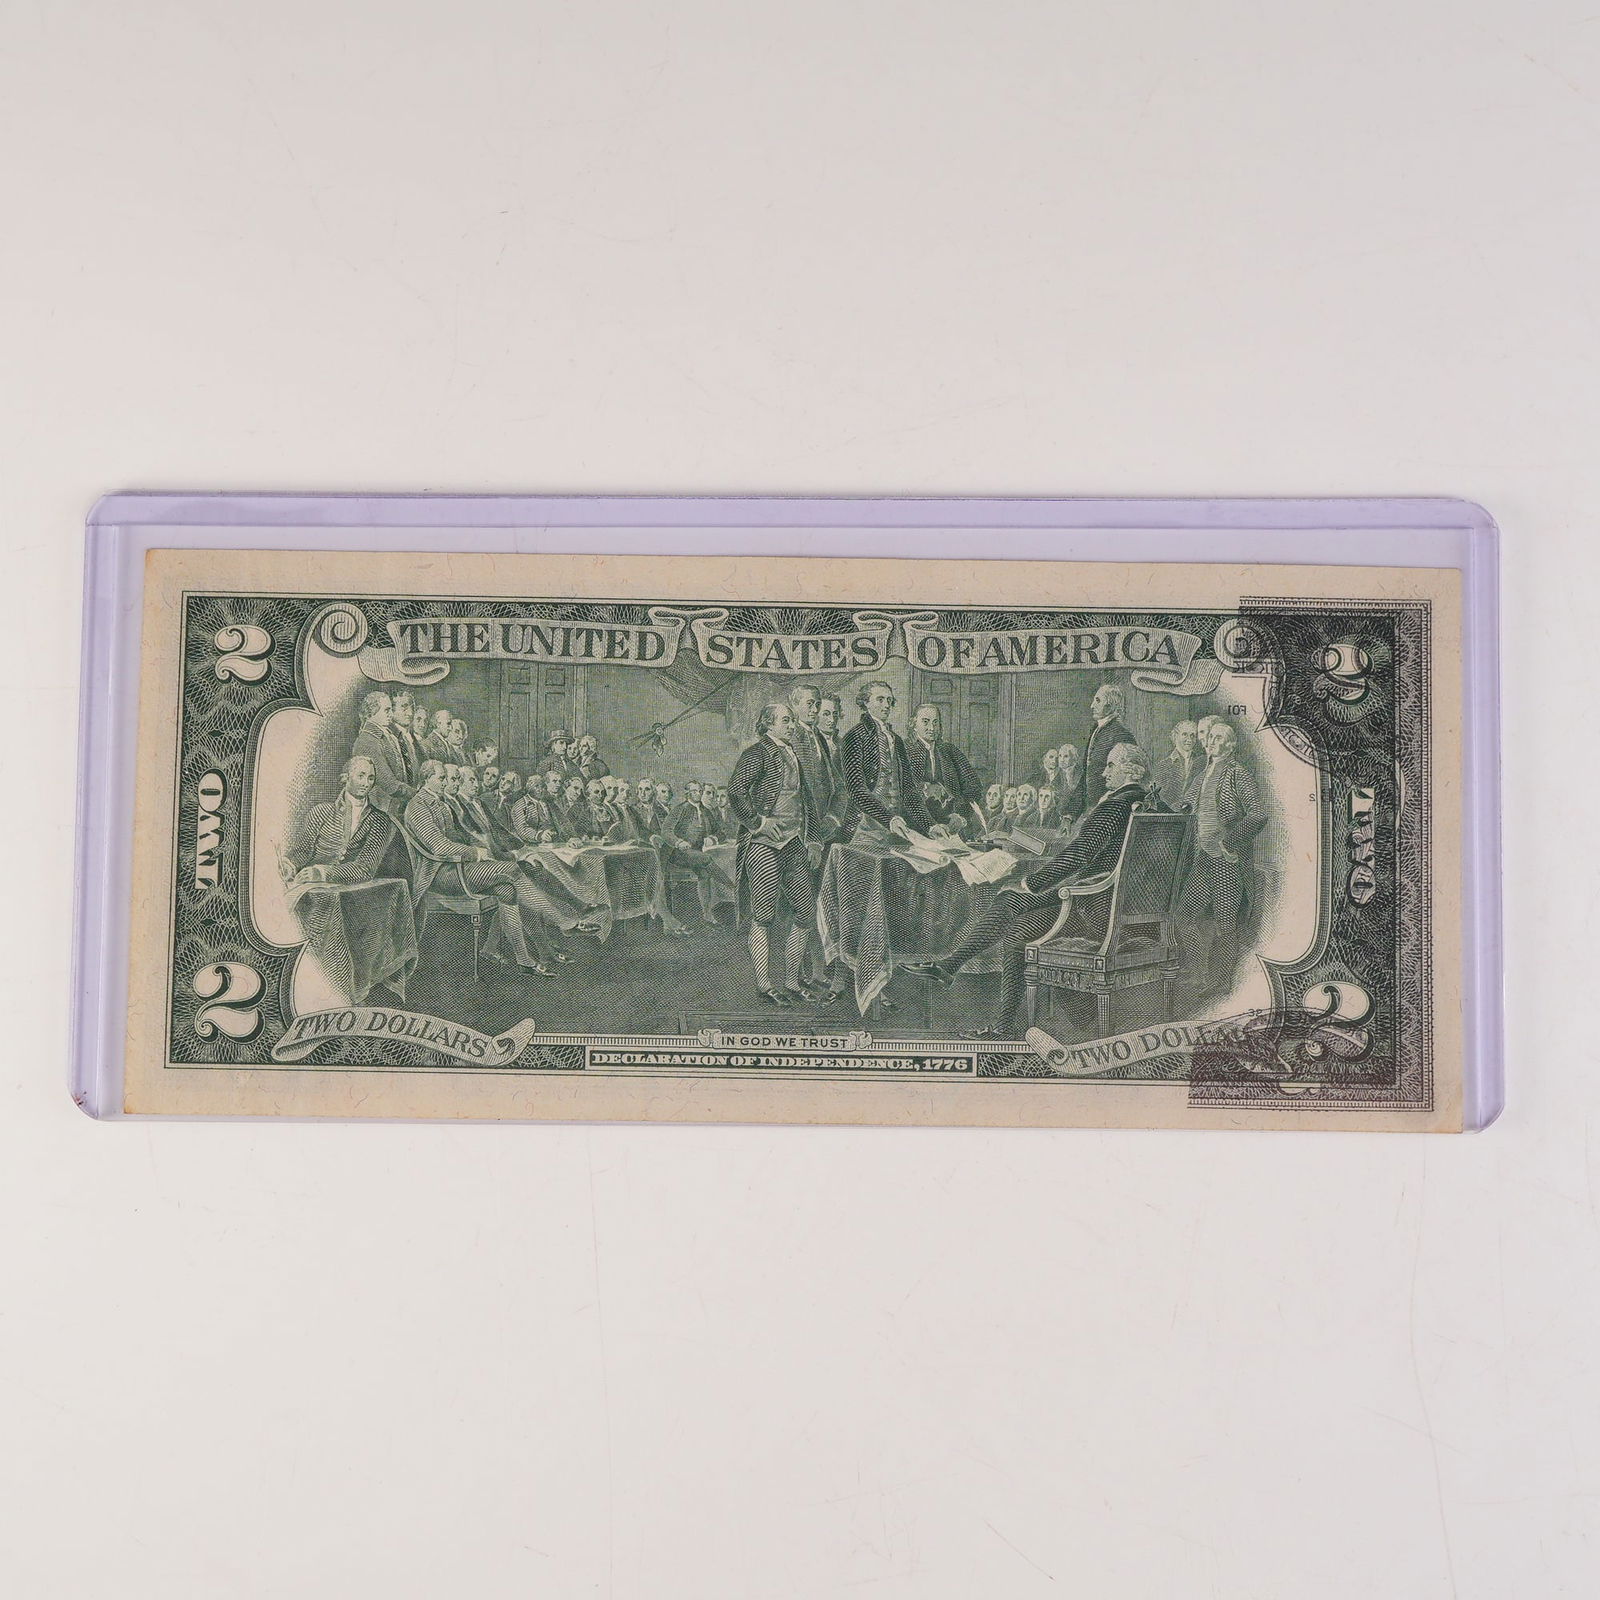 THE UNITED STATES OF AMERICA
2
2
TWO
TWO
2
2
TWO DOLLARS
IN GOD WE TRUST
TWO DOLLA
DECLARATION OF INDEPENDENCE, 1776